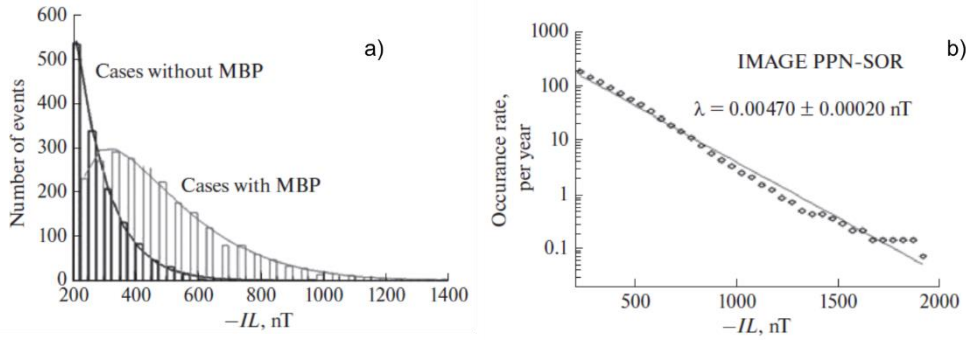 600
500
400
300
200
100
0
Number of events
a)
Cases without MBP
Cases with MBP
200 400 600 800 1000 1200 1400
−IL, nT
1000
100
10
1
0.1
Occurance rate,
per year
b)
IMAGE PPN-SOR
λ = 0.00470 ± 0.00020 nT
500 1000 1500 2000
−IL, nT